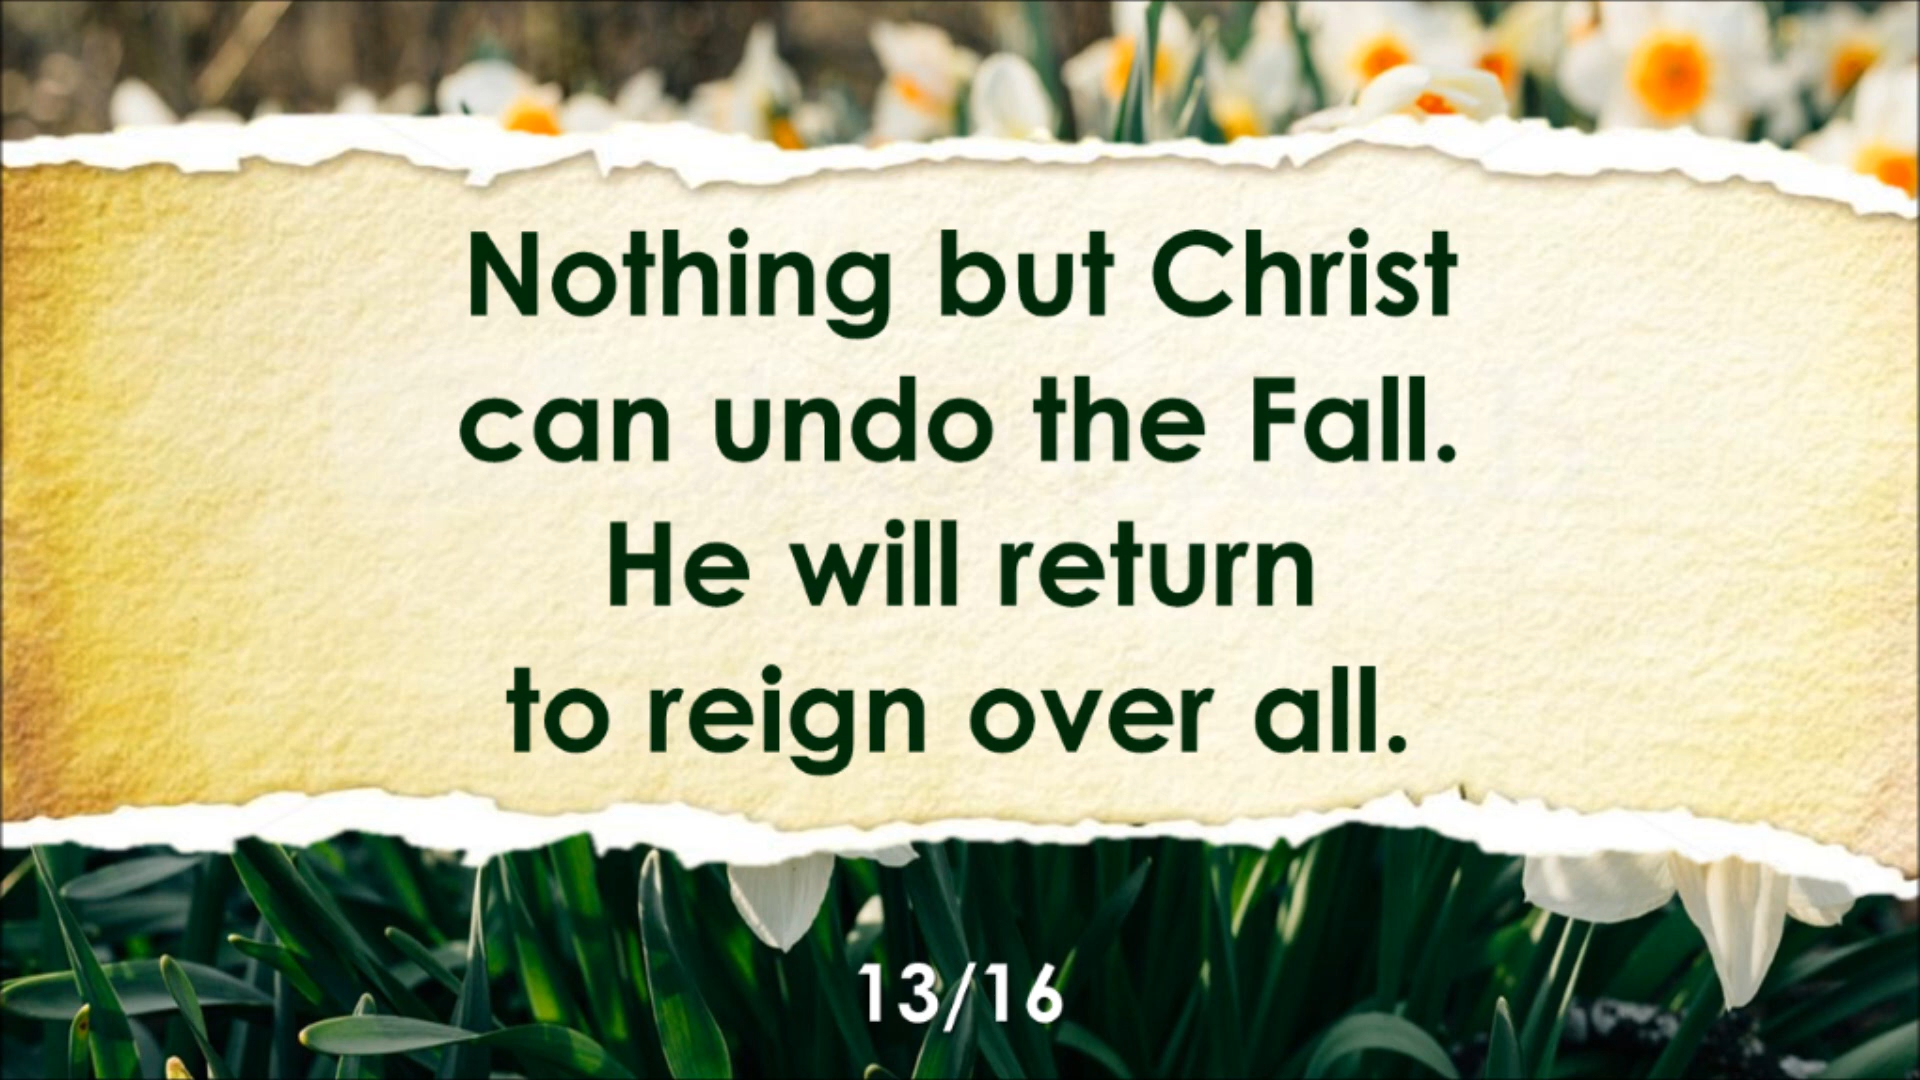 Nothing but Christ
can undo the Fall.
He will return
to reign over all.
13/16